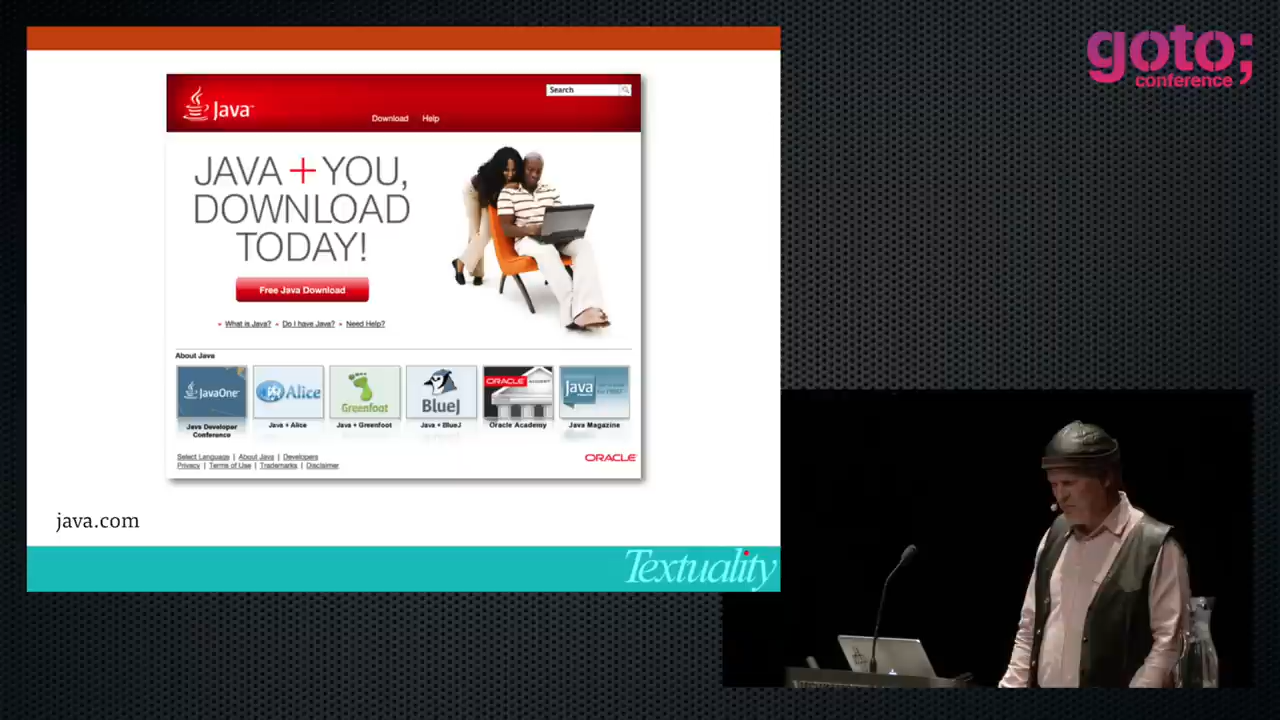 goto;
conference
Java
Search
Download Help
JAVA + YOU,
DOWNLOAD
TODAY!
Free Java Download
What is Java? Do I have Java? Need Help?
About Java
JavaOne
Alice
Greenfoot
BlueJ
ORACLE
Java
Java Developer
Conference
Java + Alice
Java + Greenfoot
Java + BlueJ
Oracle Academy
Java Magazine
Select Language | About Java | Developers
Privacy | Terms of Use | Trademarks | Disclaimer
ORACLE
java.com
Textuality